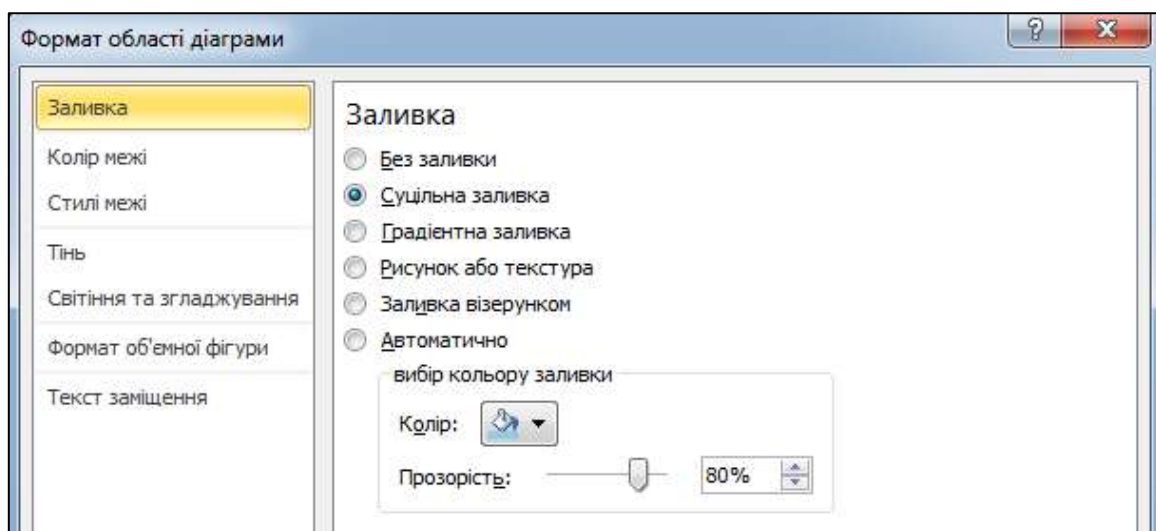 Формат області діаграми
?
Заливка
Колір межі
Стилі межі
Тінь
Світіння та згладжування
Формат об'ємної фігури
Текст заміщення
Заливка
Без заливки
Суцільна заливка
Градієнтна заливка
Рисунок або текстура
Заливка візерунком
Автоматично
вибір кольору заливки
Колір:
Прозорість: 80%